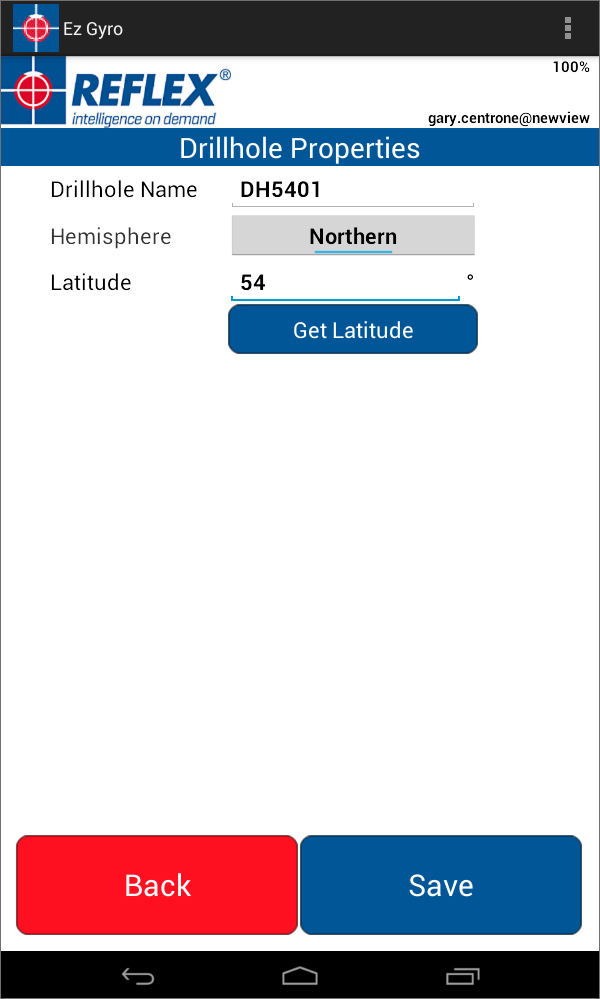 Ez Gyro
100%
REFLEX®
intelligence on demand
gary.centrone@newview
Drillhole Properties
Drillhole Name DH5401
Hemisphere Northern
Latitude 54 °
Get Latitude
Back Save